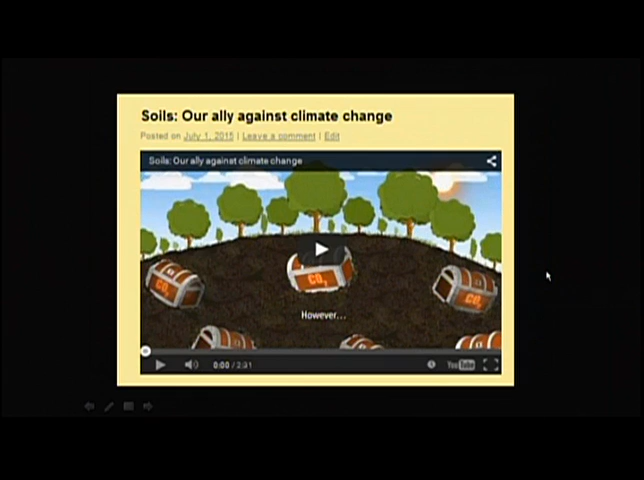 Soils: Our ally against climate change
Posted on July 1, 2015 | Leave a comment | Edit
Soils: Our ally against climate change
CO₂
CO₂
CO₂
However...
0:00 / 2:31
YouTube